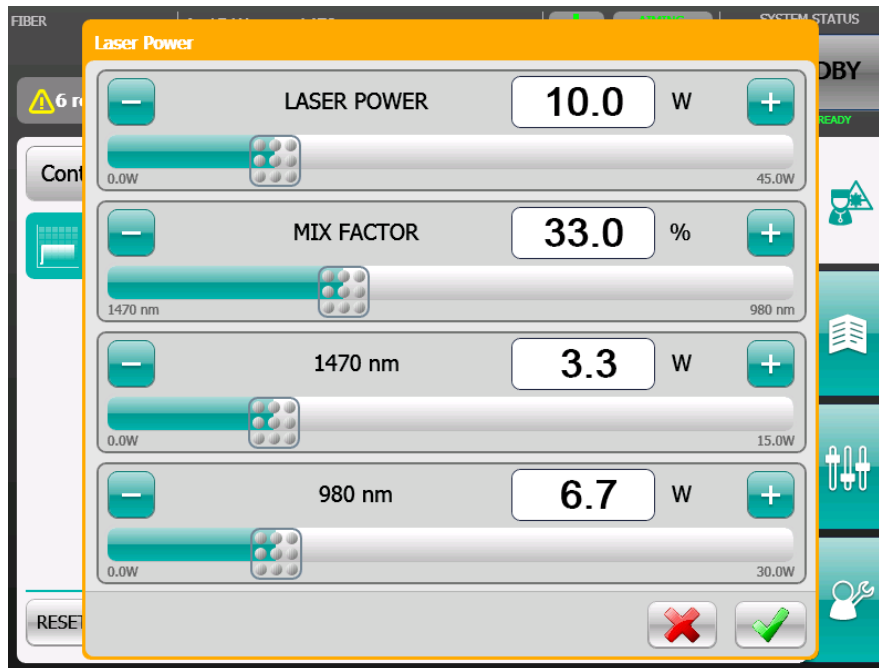 FIBER
SYSTEM STATUS
Laser Power
DBY
6 r
LASER POWER 10.0 W
READY
0.0W 45.0W
Cont
MIX FACTOR 33.0 %
1470 nm 980 nm
1470 nm 3.3 W
0.0W 15.0W
980 nm 6.7 W
0.0W 30.0W
RESET